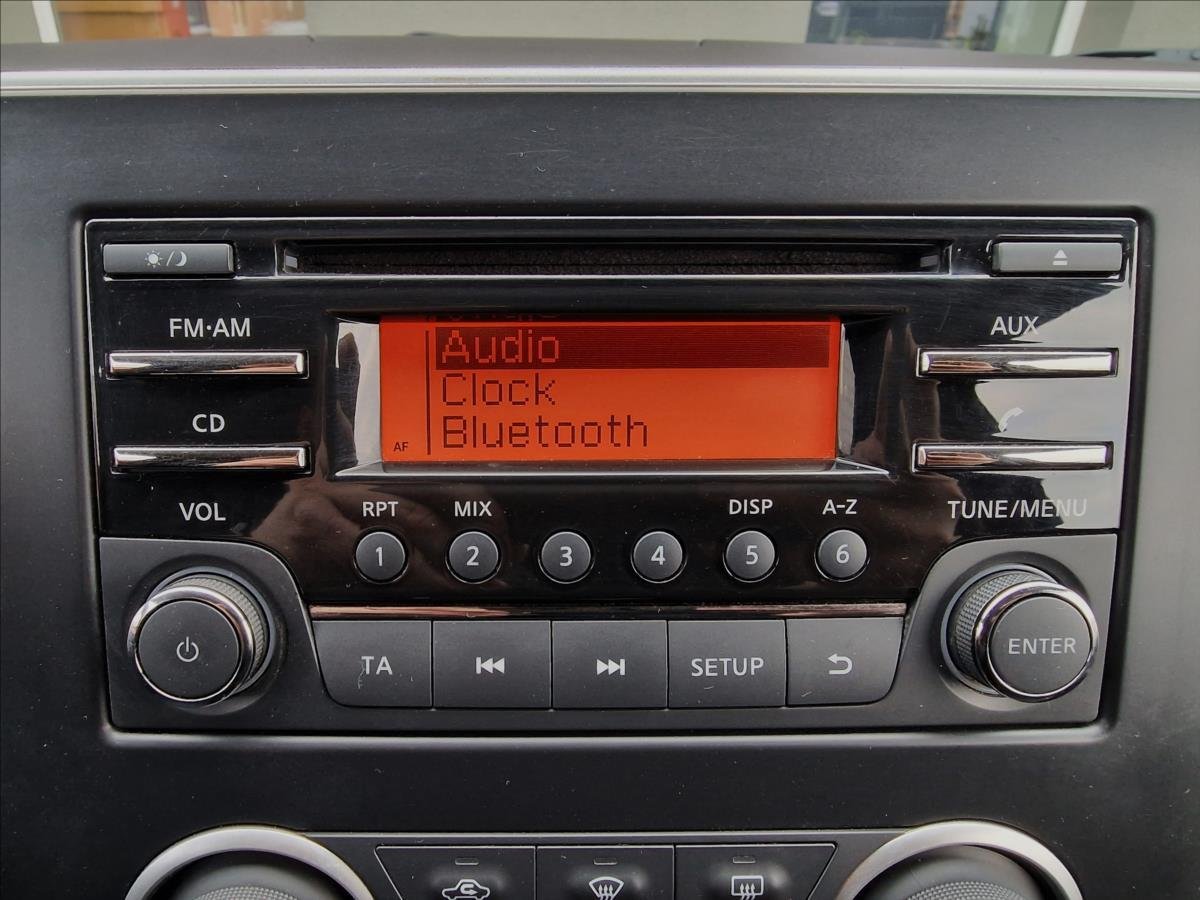 FM·AM
AUX
Audio
Clock
Bluetooth
AF
CD
VOL
RPT
MIX
DISP
A-Z
TUNE/MENU
1
2
3
4
5
6
TA
SETUP
ENTER